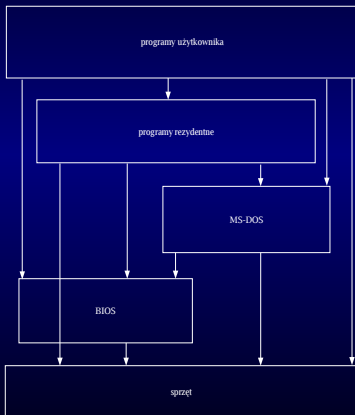 programy użytkownika
programy rezydentne
MS-DOS
BIOS
sprzęt